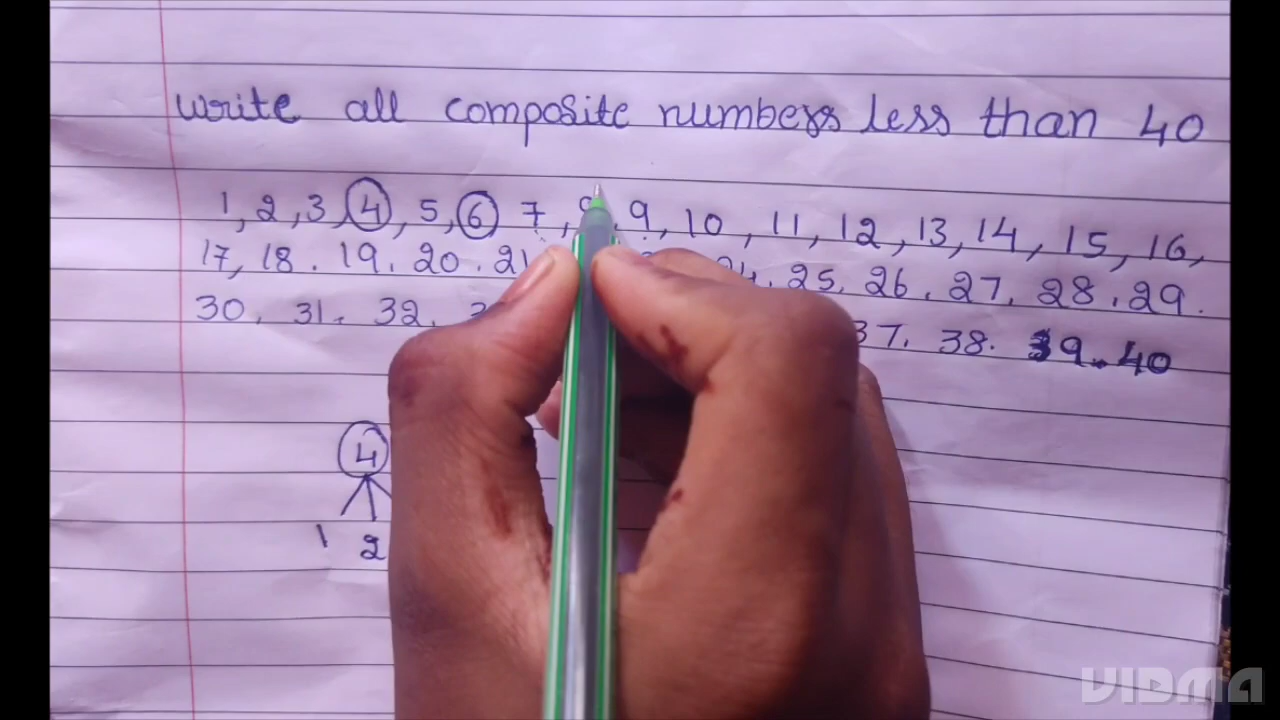 write all composite numbers less than 40
1, 2, 3, 4, 5, 6 7, 9, 10, 11, 12, 13, 14, 15, 16,
17, 18. 19. 20. 21 25. 26. 27. 28. 29.
30. 31. 32. 37. 38. 39. 40
4
1 2
VIDMA